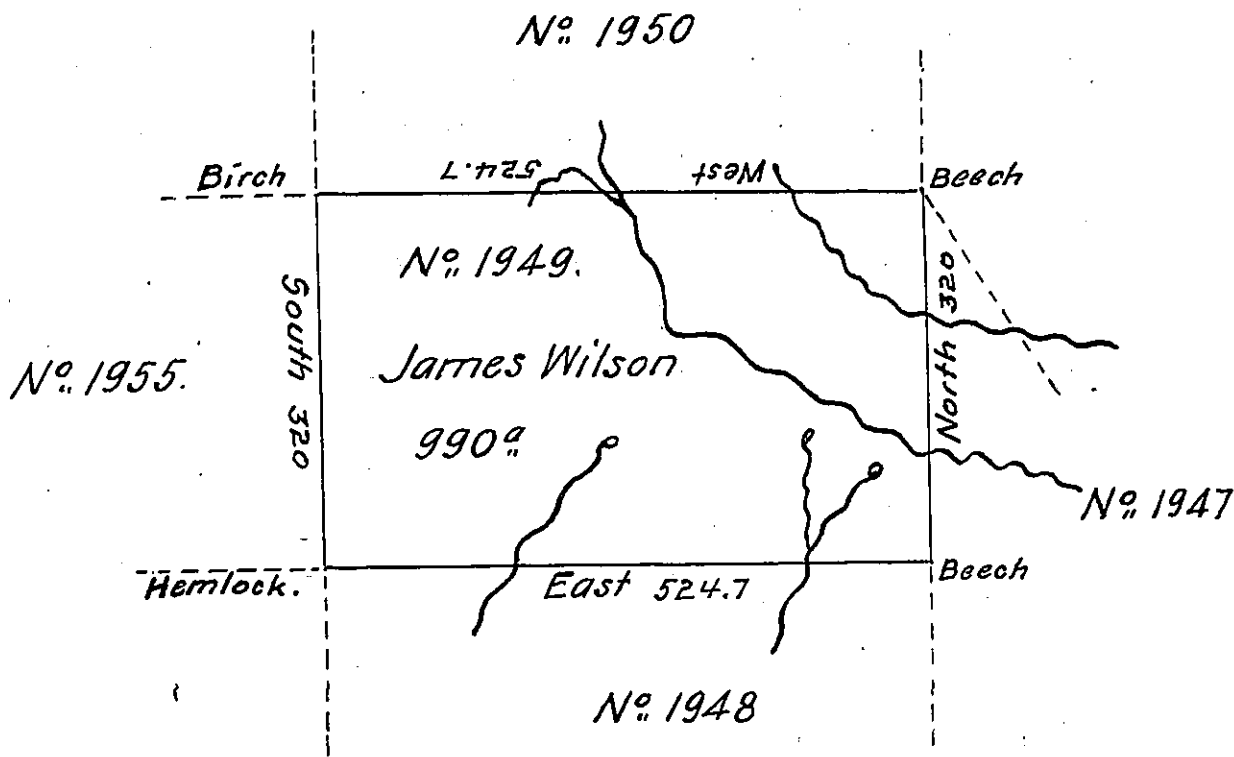 Nº 1950
Birch
524.7
West
Beech
Nº 1949.
South 320
North 320
James Wilson
Nº 1955.
990ª
Nº 1947
Hemlock.
East 524.7
Beech
Nº 1948